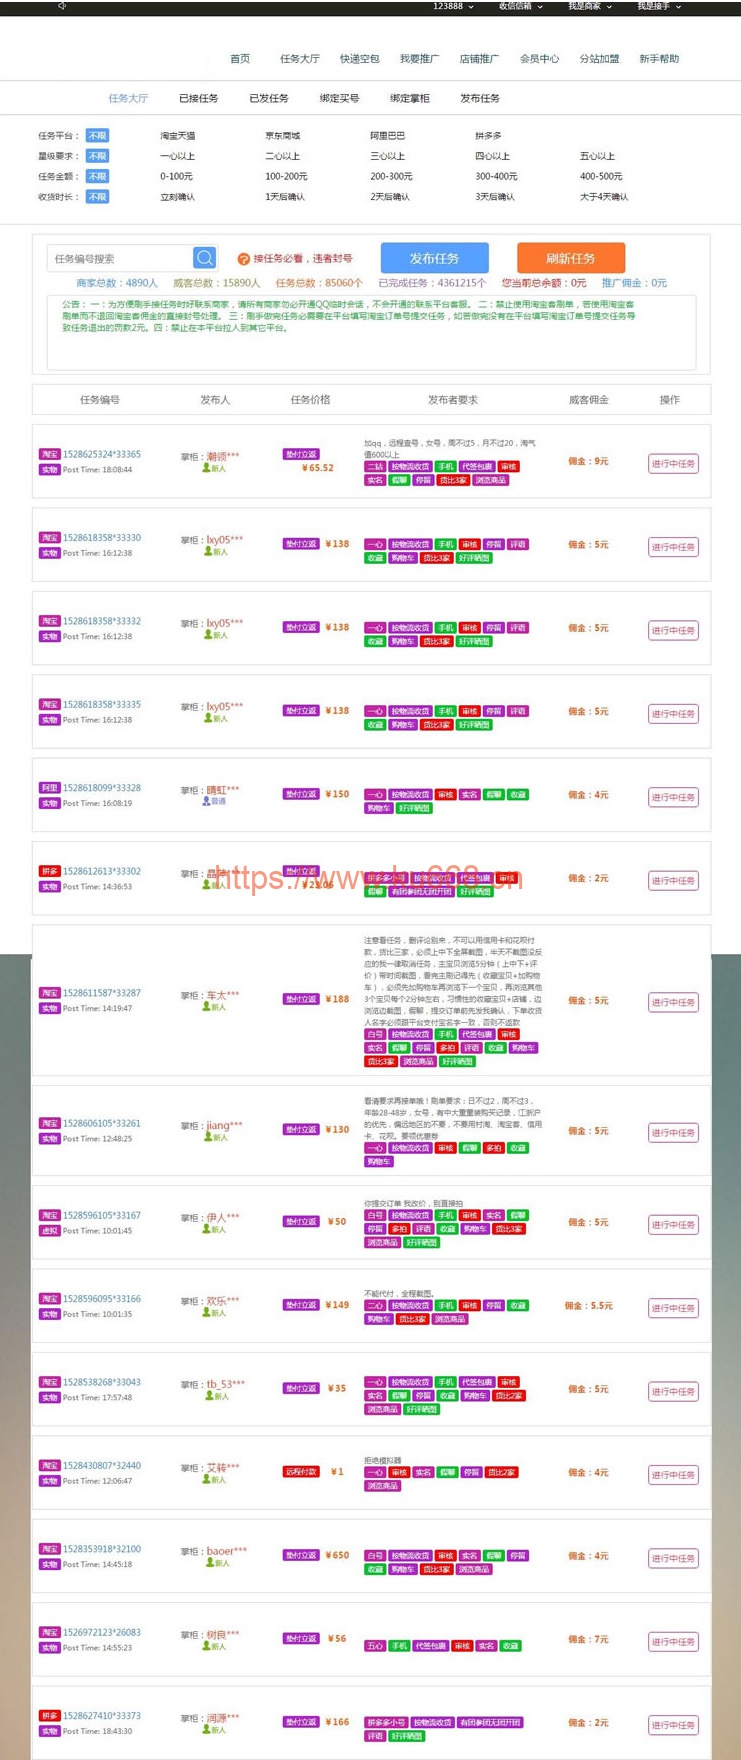 123888 收信信箱 我是商家 我是接手
首页 任务大厅 快递空包 我要推广 店铺推广 会员中心 分站加盟 新手帮助
任务大厅 已接任务 已发任务 绑定买号 绑定掌柜 发布任务
任务平台： 不限 淘宝天猫 京东商城 阿里巴巴 拼多多
星级要求： 不限 一心以上 二心以上 三心以上 四心以上 五心以上
任务金额： 不限 0-100元 100-200元 200-300元 300-400元 400-500元
收货时长： 不限 立刻确认 1天后确认 2天后确认 3天后确认 大于4天确认
任务编号搜索 接任务必看，违者封号 发布任务 刷新任务
商家总数：4890人 威客总数：15890人 任务总数：85060个 已完成任务：4361215个 您当前总余额：0元 推广佣金：0元
公告： 一：为方便刷手接任务时好联系商家，请所有商家务必开通QQ临时会话，不会开通的联系平台客服。 二：禁止使用淘宝客刷单，若使用淘宝客
刷单而不退回淘宝客佣金的直接封号处理。 三：刷手做完任务必需要在平台填写淘宝订单号提交任务，如若做完没有在平台填写淘宝订单号提交任务导
致任务退出的罚款2元。四：禁止在本平台拉人到其它平台。
任务编号 发布人 任务价格 发布者要求 威客佣金 操作
加qq，远程查号，女号，周不过5，月不过20，淘气
值600以上
淘宝 1528625324*33365 掌柜：潮领*** 垫付立返 ￥65.52 二钻 按物流收货 手机 代签包裹 审核 佣金：9元 进行中任务
实物 Post Time: 18:08:44 新人 实名 假聊 停留 货比3家 浏览商品
淘宝 1528618358*33330 掌柜：lxy05*** 垫付立返 ￥138 一心 按物流收货 手机 审核 停留 评语 佣金：5元 进行中任务
实物 Post Time: 16:12:38 新人 收藏 购物车 货比3家 好评晒图
淘宝 1528618358*33332 掌柜：lxy05*** 垫付立返 ￥138 一心 按物流收货 手机 审核 停留 评语 佣金：5元 进行中任务
实物 Post Time: 16:12:38 新人 收藏 购物车 货比3家 好评晒图
淘宝 1528618358*33335 掌柜：lxy05*** 垫付立返 ￥138 一心 按物流收货 手机 审核 停留 评语 佣金：5元 进行中任务
实物 Post Time: 16:12:38 新人 收藏 购物车 货比3家 好评晒图
阿里 1528618099*33328 掌柜：晴虹*** 垫付立返 ￥150 一心 按物流收货 审核 实名 假聊 收藏 佣金：4元 进行中任务
实物 Post Time: 16:08:19 普通 购物车 好评晒图
拼多 1528612613*33302 掌柜： 垫付立返 ￥23.06 拼多多小号 按物流收货 代签包裹 审核 佣金：2元 进行中任务
实物 Post Time: 14:36:53 新人 假聊 有团参团无团开团 好评晒图
注意看任务，删评论别来，不可以用信用卡和花呗付
款，货比三家，必须上中下全屏截图，半天不截图没反
应的我一律取消任务，主宝贝浏览5分钟（上中下+评
价）带时间截图，看完主刷记得先（收藏宝贝+加购物
车），必须先加购物车再浏览下一个宝贝，再浏览其他
3个宝贝每个2分钟左右，习惯性的收藏宝贝+店铺，边
浏览边截图，假聊，提交订单前先发我确认，下单收货
人名字必须跟平台支付宝名字一致，否则不返款
淘宝 1528611587*33287 掌柜：车太*** 垫付立返 ￥188 白号 按物流收货 手机 代签包裹 审核 佣金：5元 进行中任务
实物 Post Time: 14:19:47 新人 实名 假聊 停留 多拍 评语 收藏 购物车
货比3家 浏览商品 好评晒图
看清要求再接单哦！刷单要求：日不过2，周不过3，
年龄28-48岁，女号，有中大童童装购买记录，江浙沪
的优先，偏远地区的不要，不要用村淘、淘宝客、信用
卡、花呗。要领优惠卷
淘宝 1528606105*33261 掌柜：jiang*** 垫付立返 ￥130 一心 按物流收货 审核 假聊 多拍 收藏 佣金：5元 进行中任务
实物 Post Time: 12:48:25 新人 购物车
你提交订单 我改价，别直接拍
淘宝 1528596105*33167 掌柜：伊人*** 垫付立返 ￥50 白号 按物流收货 手机 审核 实名 假聊 佣金：5元 进行中任务
虚拟 Post Time: 10:01:45 新人 停留 多拍 评语 收藏 购物车 货比3家
浏览商品 好评晒图
不能代付，全程截图。
淘宝 1528596095*33166 掌柜：欢乐*** 垫付立返 ￥149 二心 按物流收货 手机 审核 停留 收藏 佣金：5.5元 进行中任务
实物 Post Time: 10:01:35 新人 购物车 货比3家 浏览商品
淘宝 1528538268*33043 掌柜：tb_53*** 垫付立返 ￥35 一心 按物流收货 手机 代签包裹 审核 佣金：5元 进行中任务
实物 Post Time: 17:57:48 新人 实名 假聊 停留 收藏 购物车 货比2家
浏览商品 好评晒图
拒绝模拟器
淘宝 1528430807*32440 掌柜：艾转*** 远程付款 ￥1 一心 审核 实名 假聊 停留 货比2家 佣金：4元 进行中任务
实物 Post Time: 12:06:47 新人 浏览商品
淘宝 1528353918*32100 掌柜：baoer*** 垫付立返 ￥650 白号 按物流收货 审核 实名 假聊 停留 佣金：4元 进行中任务
实物 Post Time: 14:45:18 新人 收藏 购物车 货比3家 浏览商品
淘宝 1526972123*26083 掌柜：树良*** 垫付立返 ￥56 五心 手机 代签包裹 审核 实名 收藏 佣金：7元 进行中任务
实物 Post Time: 14:55:23 新人
拼多 1528627410*33373 掌柜：润源*** 垫付立返 ￥166 拼多多小号 按物流收货 有团参团无团开团 佣金：2元 进行中任务
实物 Post Time: 18:43:30 新人 评语 好评晒图